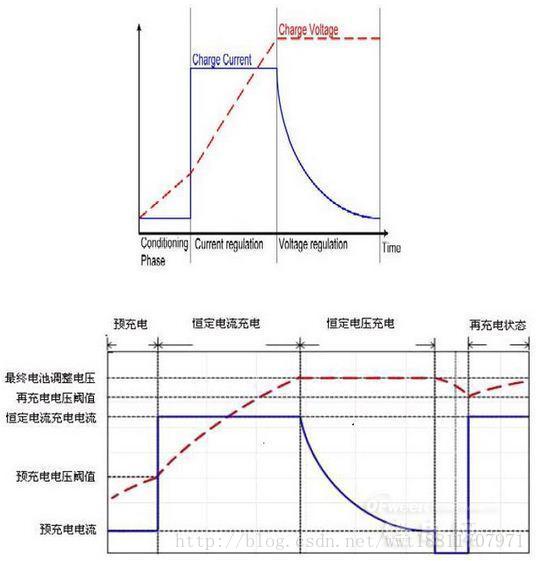 Charge Voltage
Charge Current
Conditioning Phase
Current regulation
Voltage regulation
Time
预充电
恒定电流充电
恒定电压充电
再充电状态
最终电池调整电压
再充电电压阈值
恒定电流充电电流
预充电电压阈值
预充电电流
http://blog.csdn.net/wwt18811407971